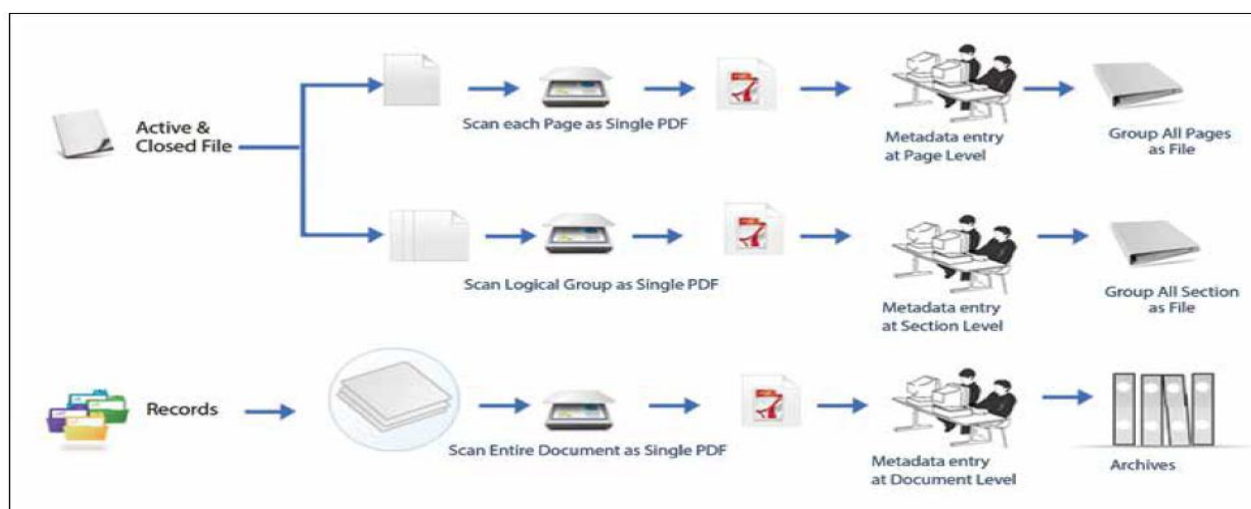 Active &
Closed File
Scan each Page as Single PDF
Metadata entry
at Page Level
Group All Pages
as File
Scan Logical Group as Single PDF
Metadata entry
at Section Level
Group All Section
as File
Records
Scan Entire Document as Single PDF
Metadata entry
at Document Level
Archives